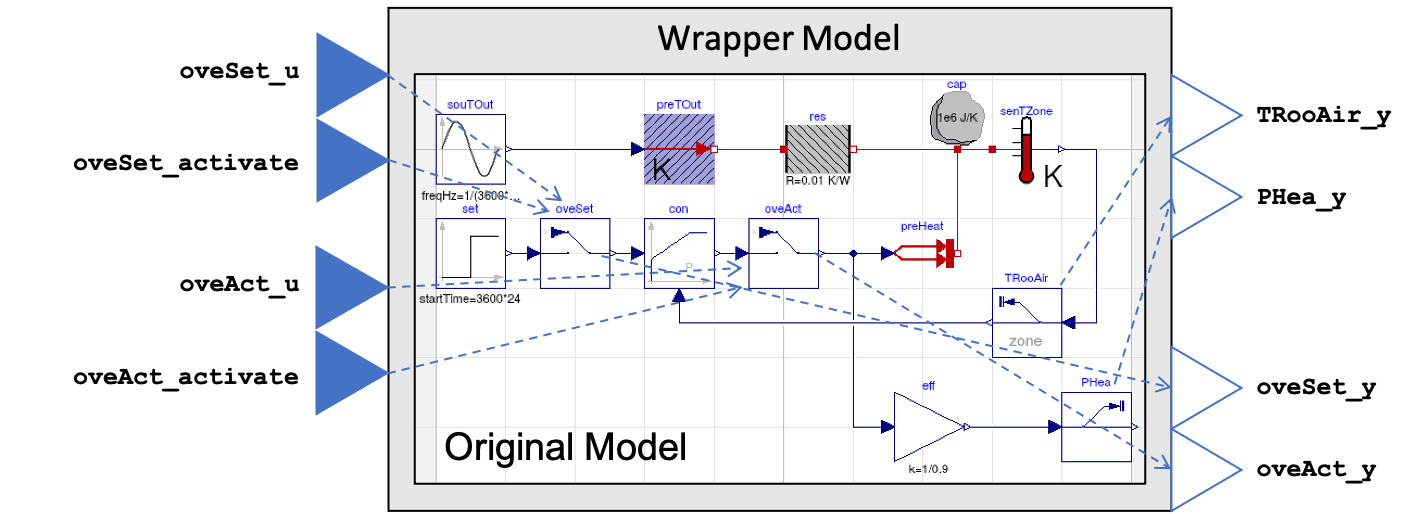 Wrapper Model
oveSet_u
oveSet_activate
oveAct_u
oveAct_activate
souTOut
preTOut
res
cap
senTZone
1e6 J/K
K
K
R=0.01 K/W
freqHz=1/(3600*...
set
oveSet
con
oveAct
preHeat
P
startTime=3600*24
TRooAir
zone
eff
PHea
k=1/0.9
Original Model
TRooAir_y
PHea_y
oveSet_y
oveAct_y